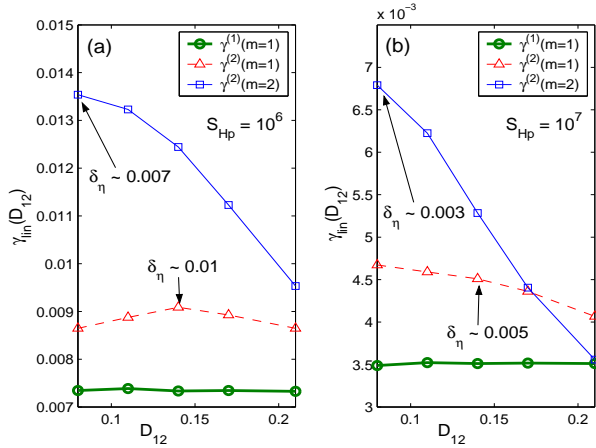 (a)
γ(1)(m=1)
γ(2)(m=1)
γ(2)(m=2)
S_Hp = 10^6
δ_η ~ 0.007
δ_η ~ 0.01
γ_lin(D_12)
0.015
0.014
0.013
0.012
0.011
0.01
0.009
0.008
0.007
0.1
0.15
0.2
D_12
x 10^-3
(b)
γ(1)(m=1)
γ(2)(m=1)
γ(2)(m=2)
S_Hp = 10^7
δ_η ~ 0.003
δ_η ~ 0.005
γ_lin(D_12)
7
6.5
6
5.5
5
4.5
4
3.5
3
0.1
0.15
0.2
D_12